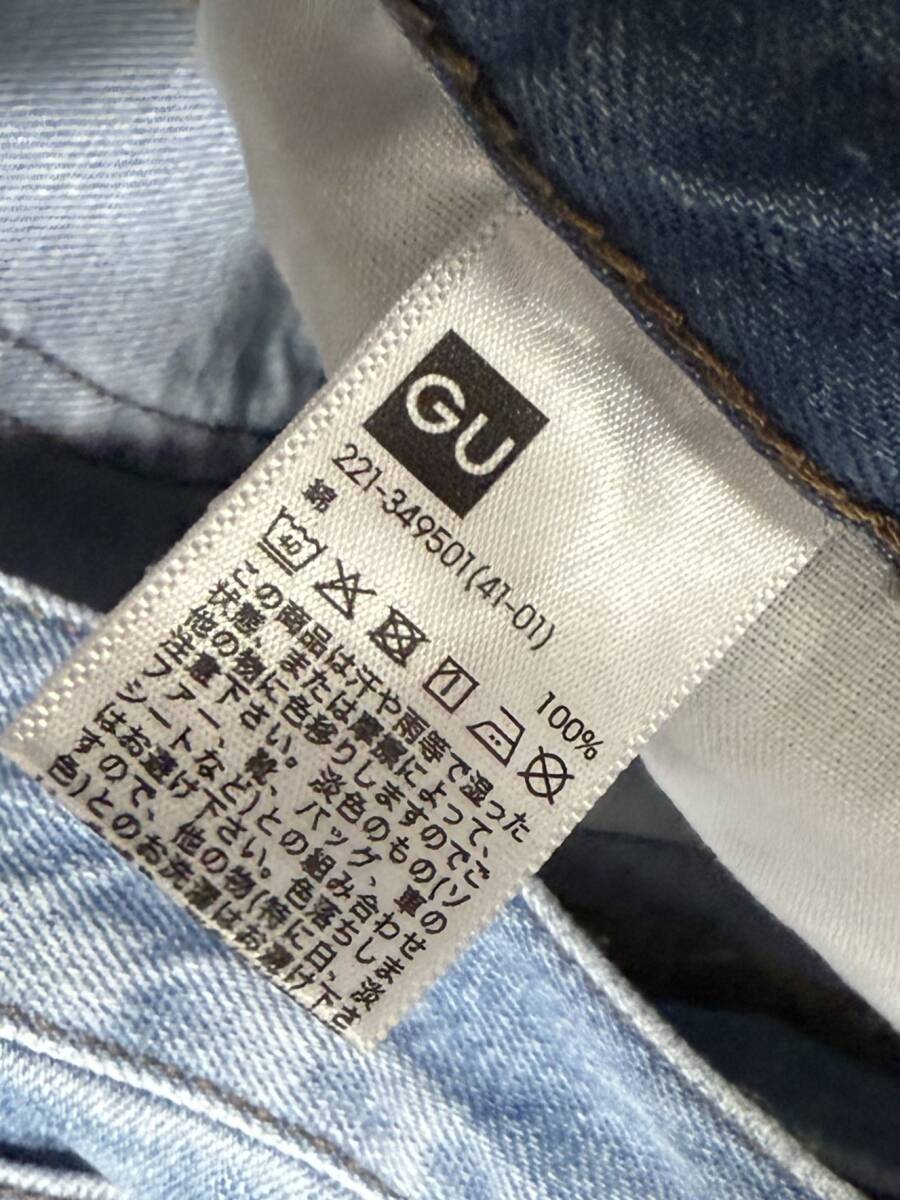 GU
221-349501(41-01)
綿 100%
40
この商品は汗や雨等で湿った
状態、または摩擦によって、
他の物に色移りしますのでご
注意下さい。淡色のもの(ソ
ファー、靴、バッグ、車の
シートなど)との組み合わせ
はお避け下さい。色落ちしま
すので、他の物(特に白、淡
色)とのお洗濯はお避け下さ